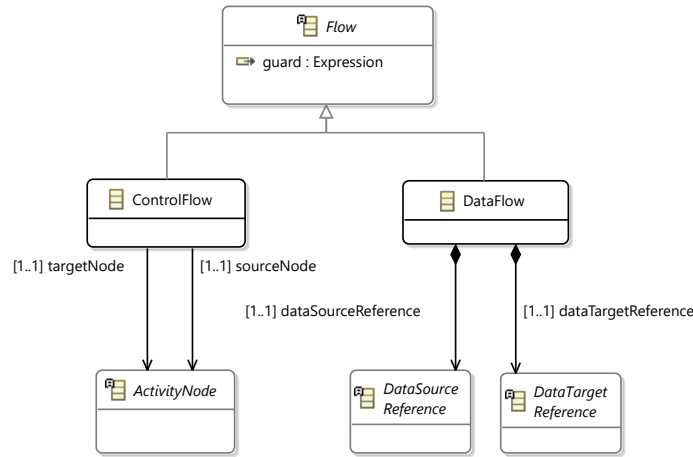 Flow
guard : Expression
ControlFlow
DataFlow
[1..1] targetNode
[1..1] sourceNode
[1..1] dataSourceReference
[1..1] dataTargetReference
ActivityNode
DataSource
Reference
DataTarget
Reference